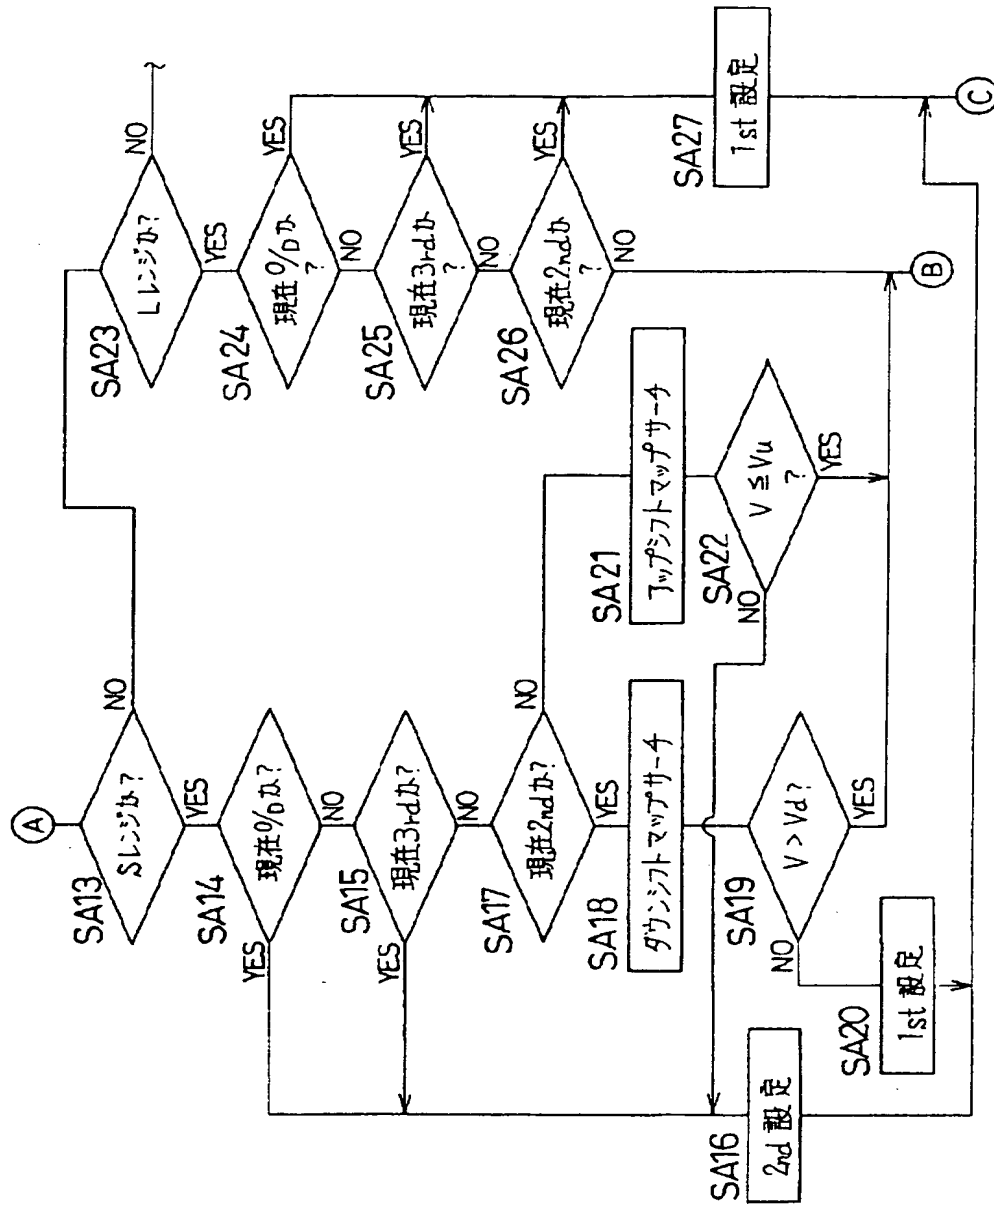 A
SA13
Sレンジか?
NO
YES
SA14
現在O/Dか?
YES
NO
SA15
現在3rdか?
YES
NO
SA16
2nd 設定
SA17
現在2ndか?
NO
YES
SA18
ダウンシフトマップサーチ
SA19
V > Vd?
NO
YES
SA20
1st 設定
SA21
アップシフトマップサーチ
SA22
V ≦ Vu
?
NO
YES
SA23
Lレンジか?
NO
YES
SA24
現在O/Dか
?
YES
NO
SA25
現在3rdか
?
YES
NO
SA26
現在2ndか
?
YES
NO
SA27
1st 設定
B
C